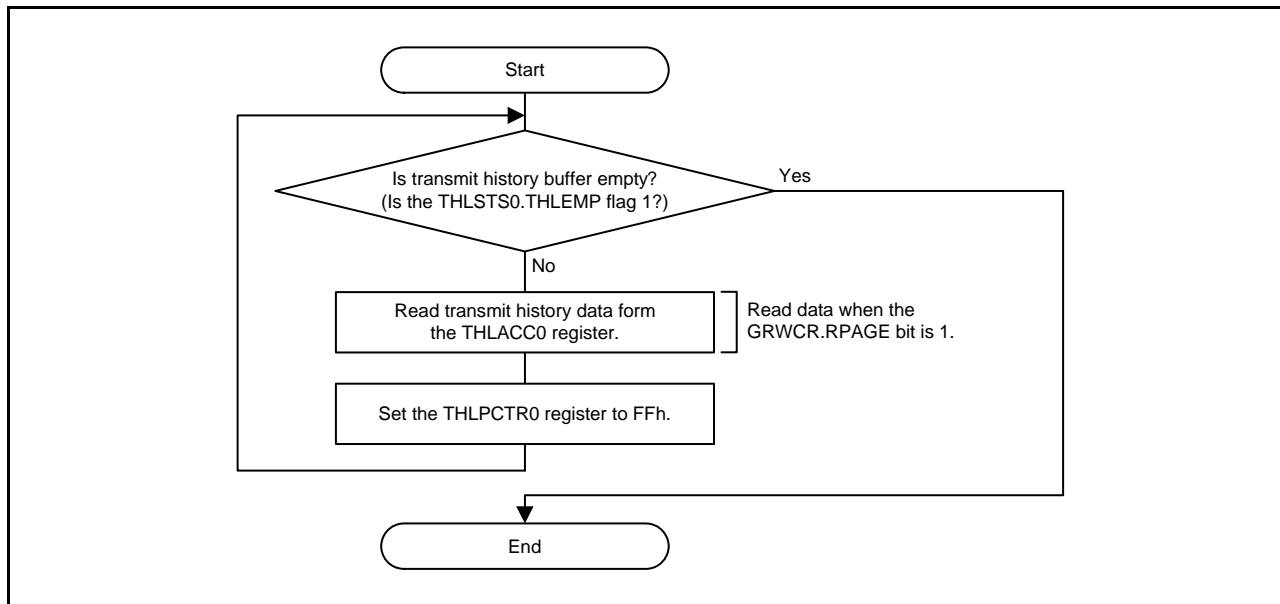 Start
Is transmit history buffer empty?
(Is the THLSTS0.THLEMP flag 1?)
Yes
No
Read transmit history data form
the THLACC0 register.
Read data when the
GRWCR.RPAGE bit is 1.
Set the THLPCTR0 register to FFh.
End